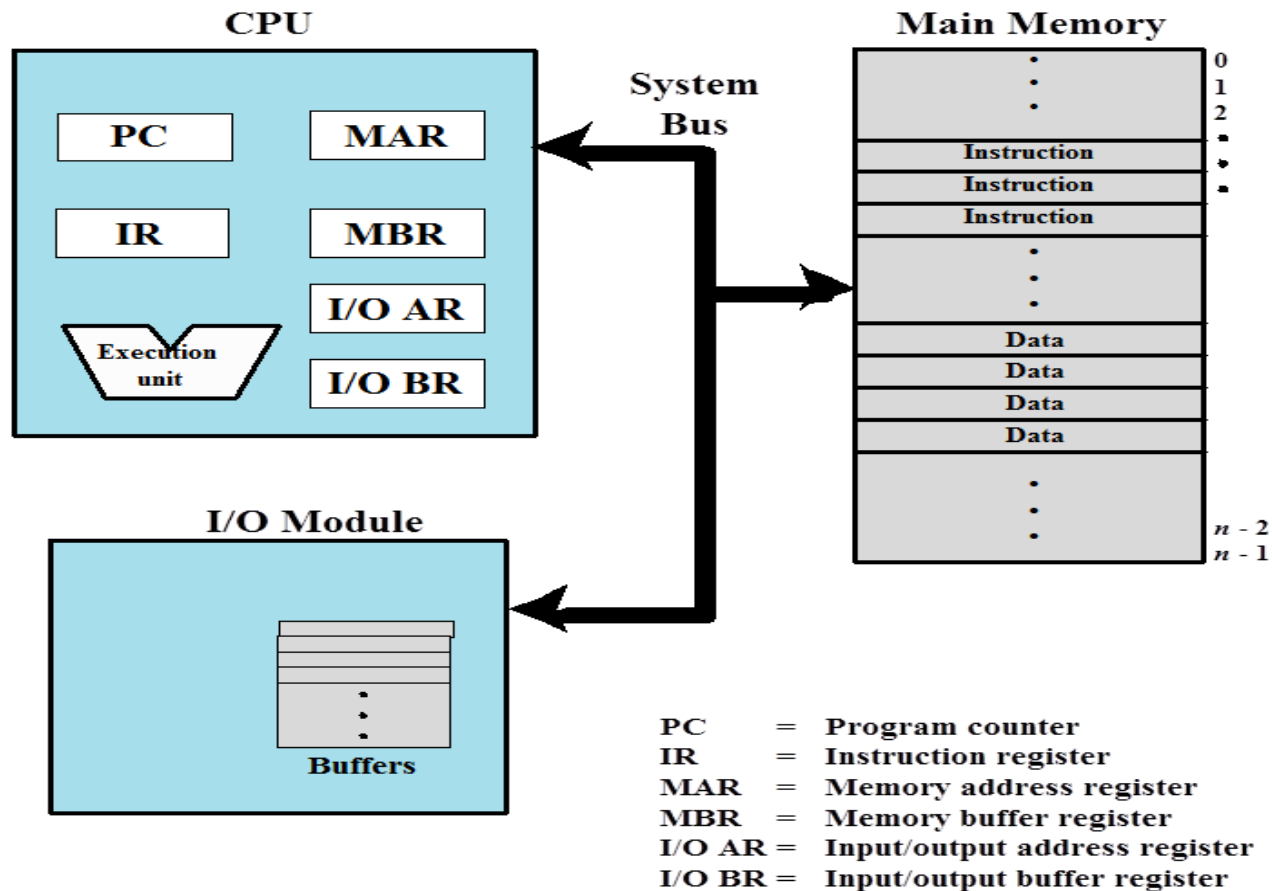 CPU
PC
MAR
IR
MBR
I/O AR
I/O BR
Execution
unit
System
Bus
Main Memory
0
1
2
Instruction
Instruction
Instruction
Data
Data
Data
Data
n - 2
n - 1
I/O Module
Buffers
PC = Program counter
IR = Instruction register
MAR = Memory address register
MBR = Memory buffer register
I/O AR = Input/output address register
I/O BR = Input/output buffer register